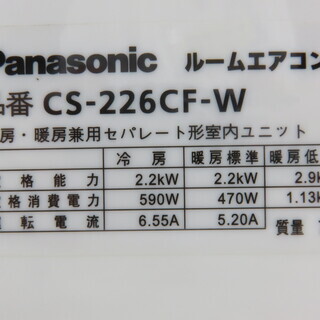 Panasonic ルームエアコン
品番 CS-226CF-W
房・暖房兼用セパレート形室内ユニット
冷房 暖房標準 暖房低
格能力 2.2kW 2.2kW 2.9k
格消費電力 590W 470W 1.13k
転電流 6.55A 5.20A
質量